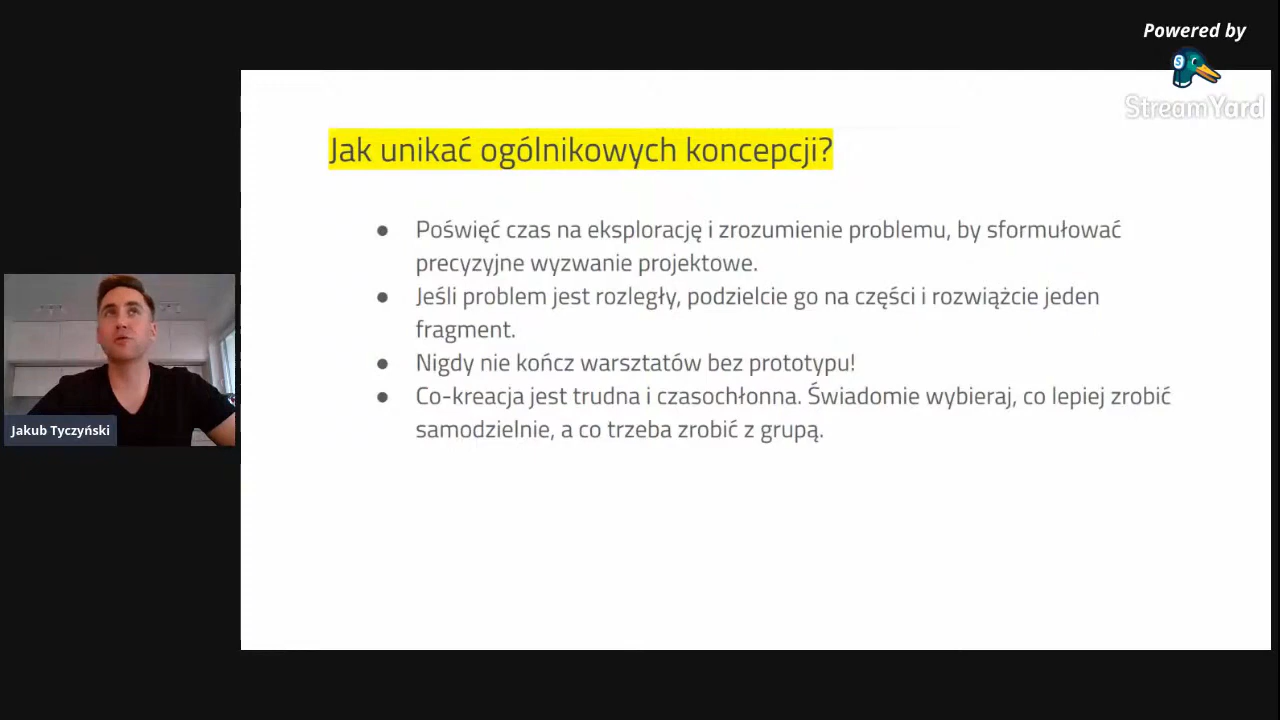 Powered by
StreamYard
Jak unikać ogólnikowych koncepcji?
● Poświęć czas na eksplorację i zrozumienie problemu, by sformułować
precyzyjne wyzwanie projektowe.
● Jeśli problem jest rozległy, podzielcie go na części i rozwiążcie jeden
fragment.
● Nigdy nie kończ warsztatów bez prototypu!
● Co-kreacja jest trudna i czasochłonna. Świadomie wybieraj, co lepiej zrobić
samodzielnie, a co trzeba zrobić z grupą.
Jakub Tyczyński